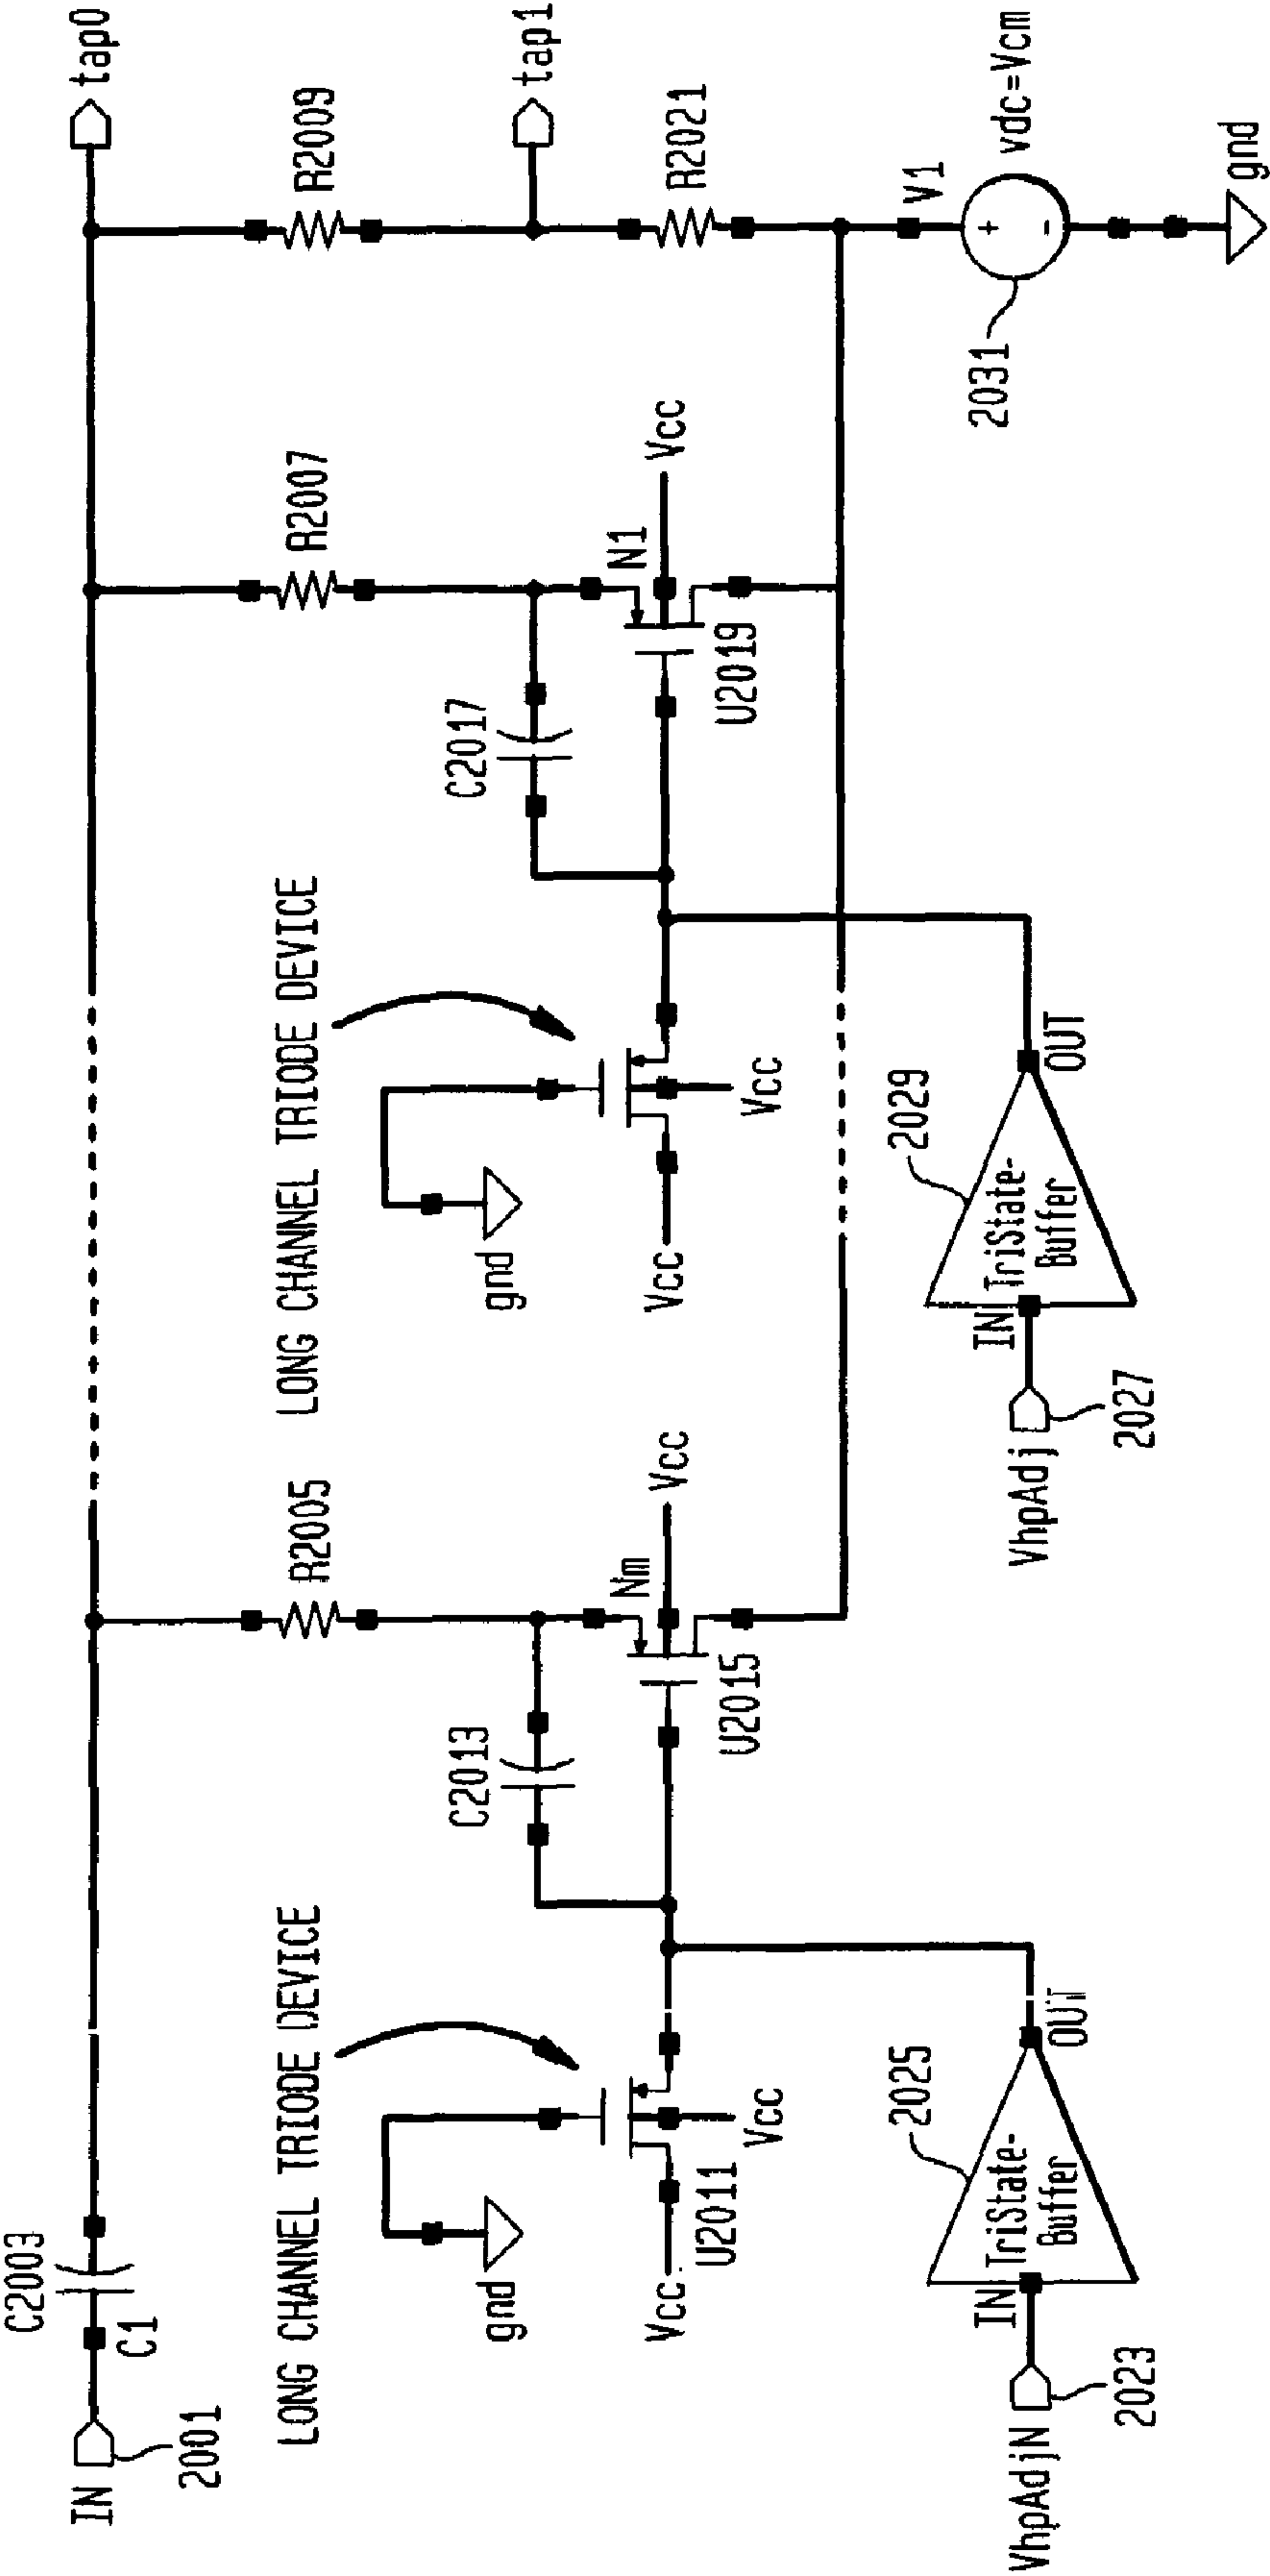 IN
2001
C2003
C1
tap0
R2005
R2007
R2009
tap1
R2021
LONG CHANNEL TRIODE DEVICE
gnd
Vcc
Vcc
U2011
C2013
Nm
Vcc
U2015
LONG CHANNEL TRIODE DEVICE
gnd
Vcc
Vcc
C2017
N1
Vcc
U2019
V1
vdc=Vcm
2031
gnd
VhpAdjN
2023
IN
TriState-
Buffer
2025
OUT
VhpAdj
2027
IN
TriState-
Buffer
2029
OUT